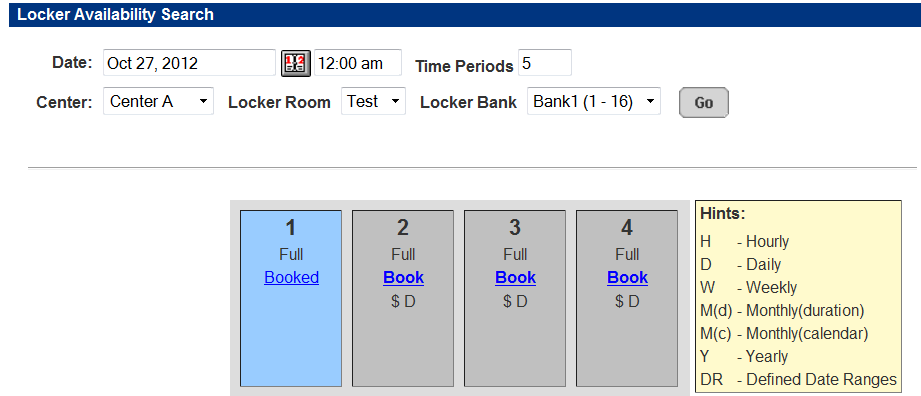 Locker Availability Search
Date: Oct 27, 2012 12:00 am Time Periods 5
Center: Center A Locker Room Test Locker Bank Bank1 (1 - 16) Go
1
Full
Booked
2
Full
Book
$ D
3
Full
Book
$ D
4
Full
Book
$ D
Hints:
H - Hourly
D - Daily
W - Weekly
M(d) - Monthly(duration)
M(c) - Monthly(calendar)
Y - Yearly
DR - Defined Date Ranges